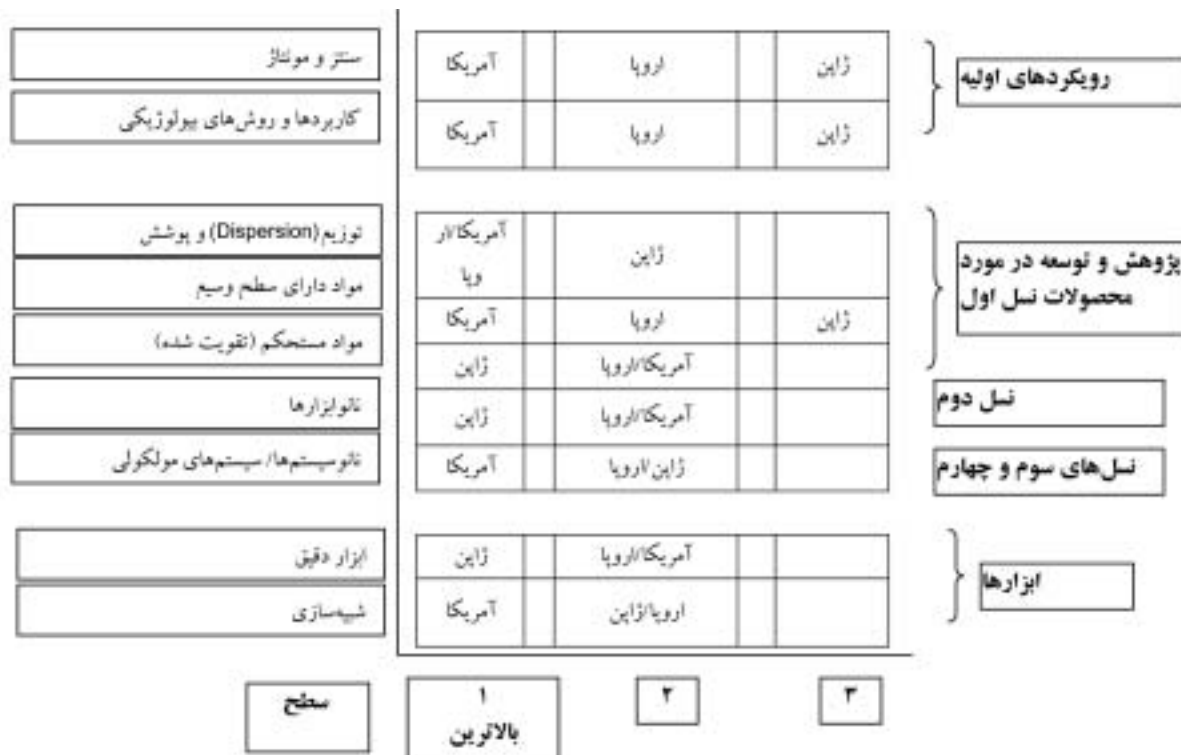 رویکردهای اولیه
ژاپن اروپا آمریکا
سنتز و مونتاژ
ژاپن اروپا آمریکا
کاربردها و روش‌های بیولوژیکی
پژوهش و توسعه در مورد
محصولات نسل اول
ژاپن آمریکا/ار
وپا
توزیع(Dispersion) و پوشش
ژاپن اروپا آمریکا
مواد دارای سطح وسیع
آمریکا/اروپا ژاپن
مواد مستحکم (تقویت شده)
نسل دوم
آمریکا/اروپا ژاپن
نانوابزارها
نسل‌های سوم و چهارم
ژاپن/اروپا آمریکا
نانوسیستم‌ها/ سیستم‌های مولکولی
ابزارها
آمریکا/اروپا ژاپن
ابزار دقیق
اروپا/ژاپن آمریکا
شبیه‌سازی
۳ ۲ ۱
بالاترین
سطح